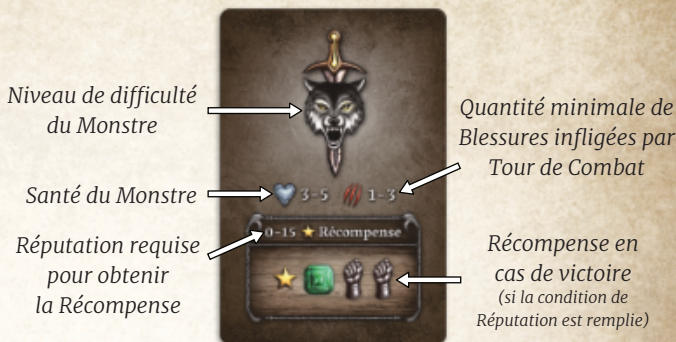 Niveau de difficulté
du Monstre
Quantité minimale de
Blessures infligées par
Tour de Combat
Santé du Monstre
3-5 1-3
Réputation requise
pour obtenir
la Récompense
0-15 Récompense
Récompense en
cas de victoire
(si la condition de
Réputation est remplie)